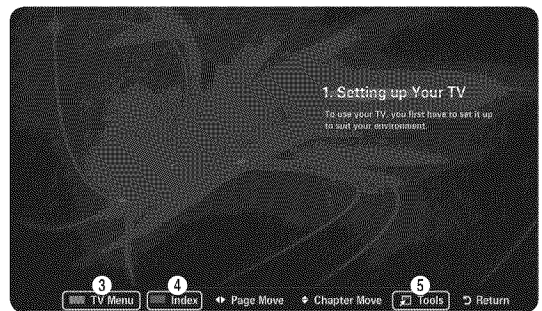 1. Setting up Your TV
To use your TV, you first have to set it up
to suit your environment.
3 4 5
TV Menu Index Page Move Chapter Move Tools Return